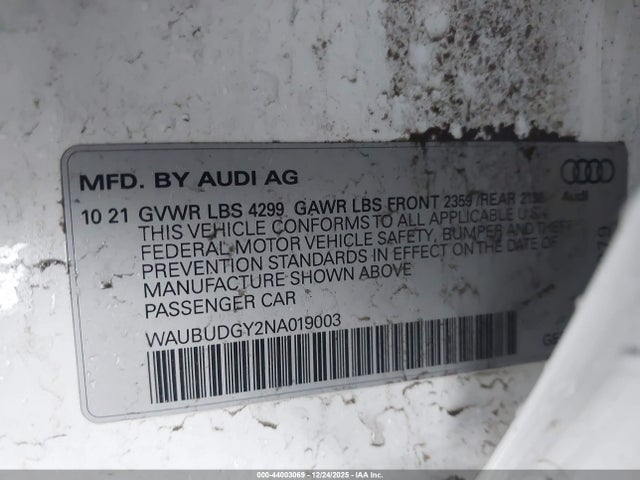 MFD. BY AUDI AG
10 21 GVWR LBS 4299 GAWR LBS FRONT 2359 /REAR
THIS VEHICLE CONFORMS TO ALL APPLICABLE U.S.
FEDERAL MOTOR VEHICLE SAFETY, BUMPER AND THEFT
PREVENTION STANDARDS IN EFFECT ON THE DATE OF
MANUFACTURE SHOWN ABOVE
PASSENGER CAR
WAUBUDGY2NA019003
Audi
000-44003069 - 12/24/2025 - IAA Inc.